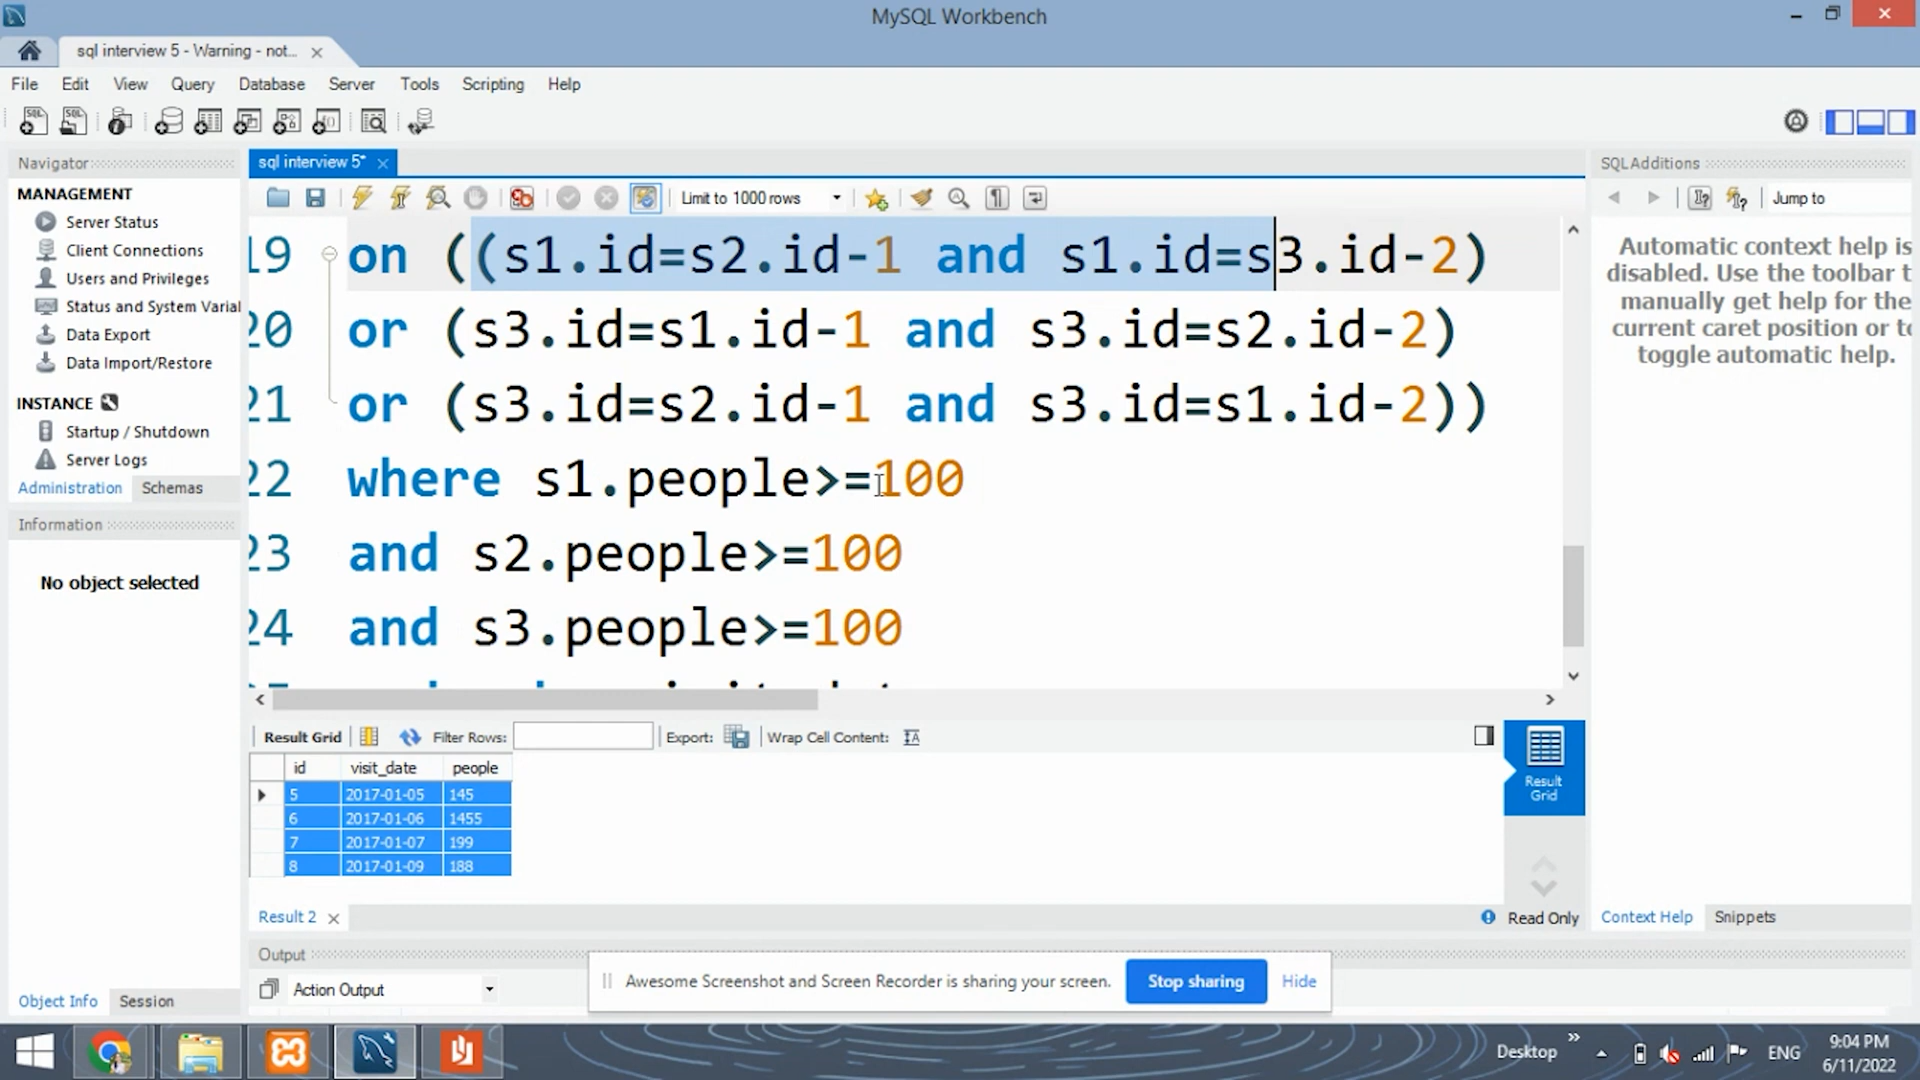 MySQL Workbench
sql interview 5 - Warning - not...
File Edit View Query Database Server Tools Scripting Help
Navigator
MANAGEMENT
Server Status
Client Connections
Users and Privileges
Status and System Varial
Data Export
Data Import/Restore
INSTANCE
Startup / Shutdown
Server Logs
Administration Schemas
Information
No object selected
Object Info Session
sql interview 5*
Limit to 1000 rows
19 on ((s1.id=s2.id-1 and s1.id=s3.id-2)
20 or (s3.id=s1.id-1 and s3.id=s2.id-2)
21 or (s3.id=s2.id-1 and s3.id=s1.id-2))
22 where s1.people>=100
23 and s2.people>=100
24 and s3.people>=100
Result Grid Filter Rows: Export: Wrap Cell Content:
id visit_date people
5 2017-01-05 145
6 2017-01-06 1455
7 2017-01-07 199
8 2017-01-09 188
Result
Grid
Result 2
Read Only
Output
Action Output
SQL Additions
Jump to
Automatic context help is
disabled. Use the toolbar t
manually get help for the
current caret position or to
toggle automatic help.
Context Help Snippets
Awesome Screenshot and Screen Recorder is sharing your screen. Stop sharing Hide
Desktop ENG
9:04 PM
6/11/2022